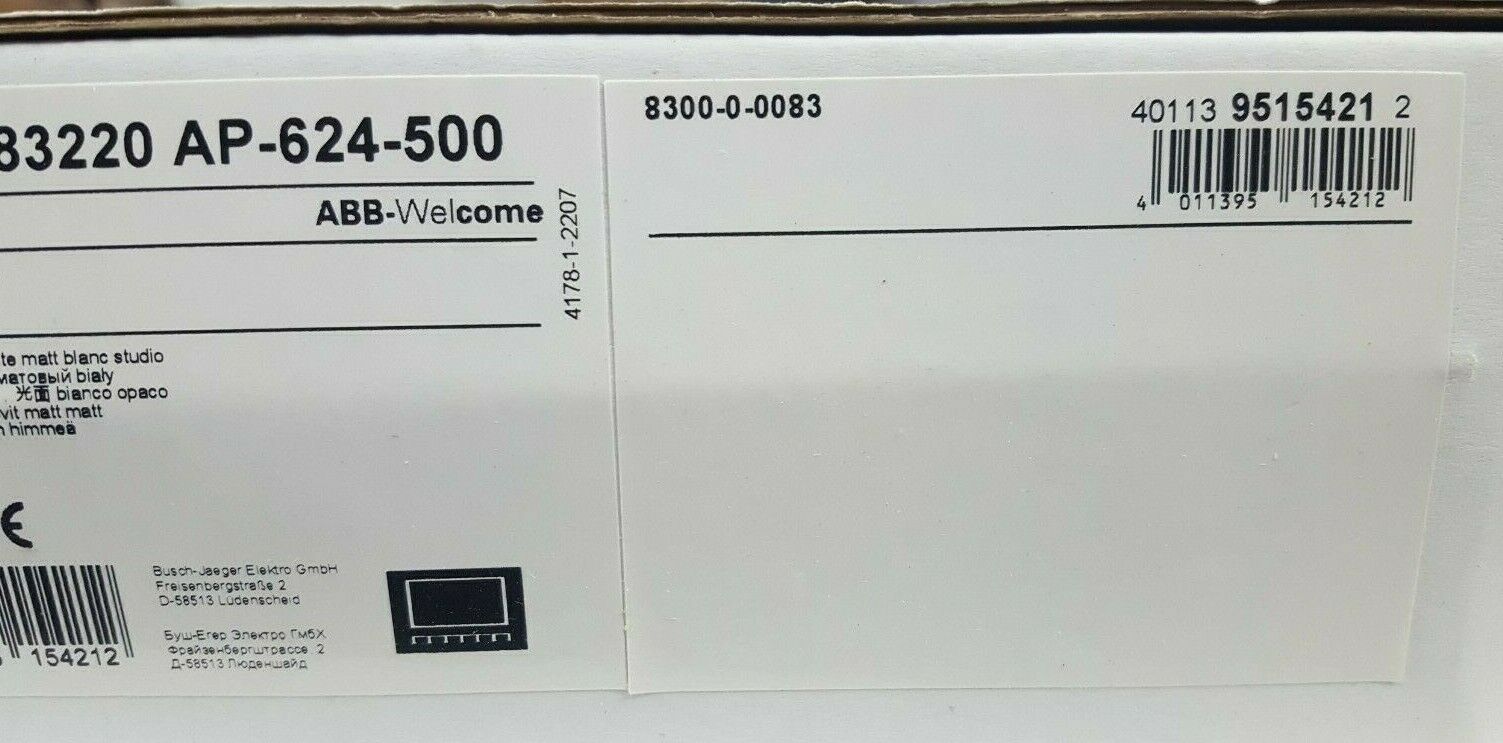 83220 AP-624-500
ABB-Welcome
4178-1-2207
te matt blanc studio
матовый biały
光面 bianco opaco
vit matt matt
himmeä
CE
154212
Busch-Jaeger Elektro GmbH
Freisenbergstraße 2
D-58513 Lüdenscheid
Буш-Егер Электро ГмбХ
Фрайзенбергштрассе 2
Д-58513 Люденшайд
8300-0-0083
40113 9515421 2
4 011395 154212